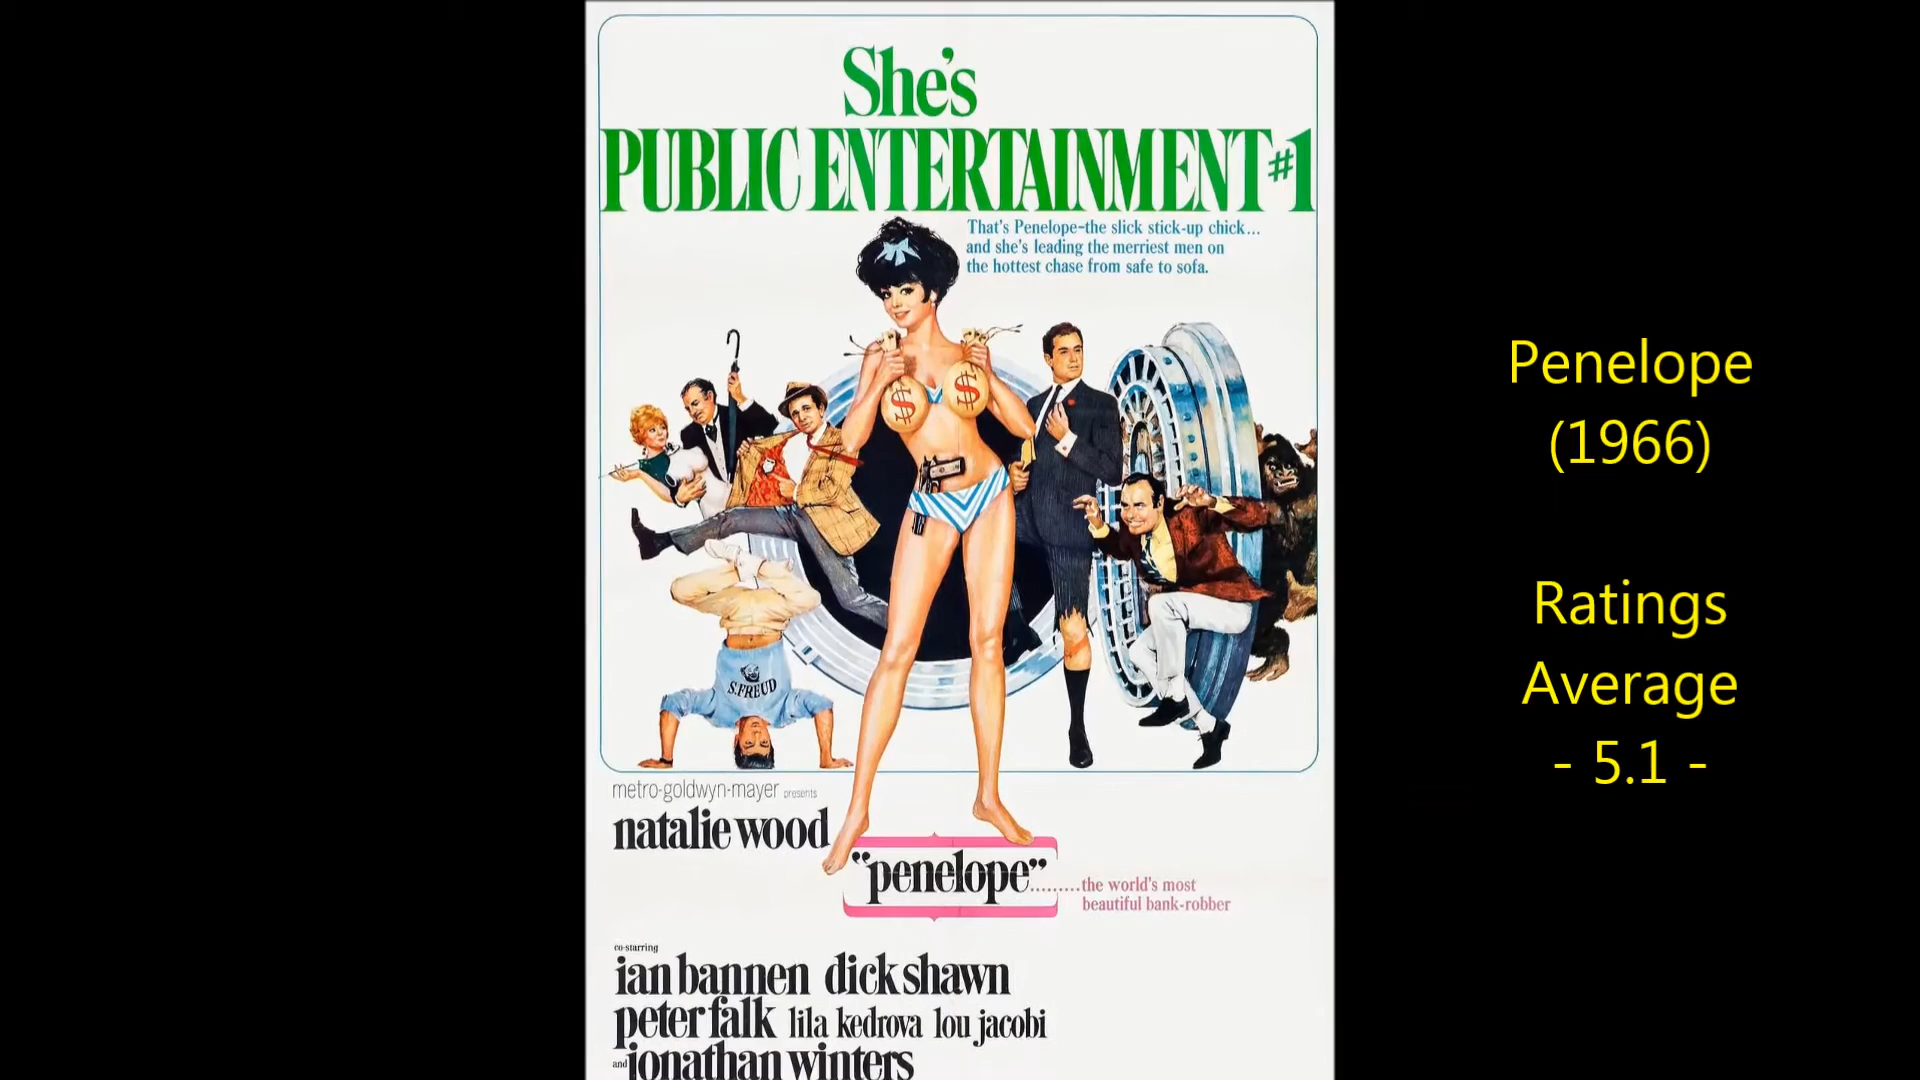 She's
PUBLIC ENTERTAINMENT #1
That's Penelope-the slick stick-up chick...
and she's leading the merriest men on
the hottest chase from safe to sofa.
$ $
S.FREUD
metro-goldwyn-mayer presents
natalie wood
"penelope".........the world's most
beautiful bank-robber
co-starring
ian bannen dick shawn
peter falk lila kedrova lou jacobi
and jonathan winters
Penelope
(1966)
Ratings
Average
- 5.1 -